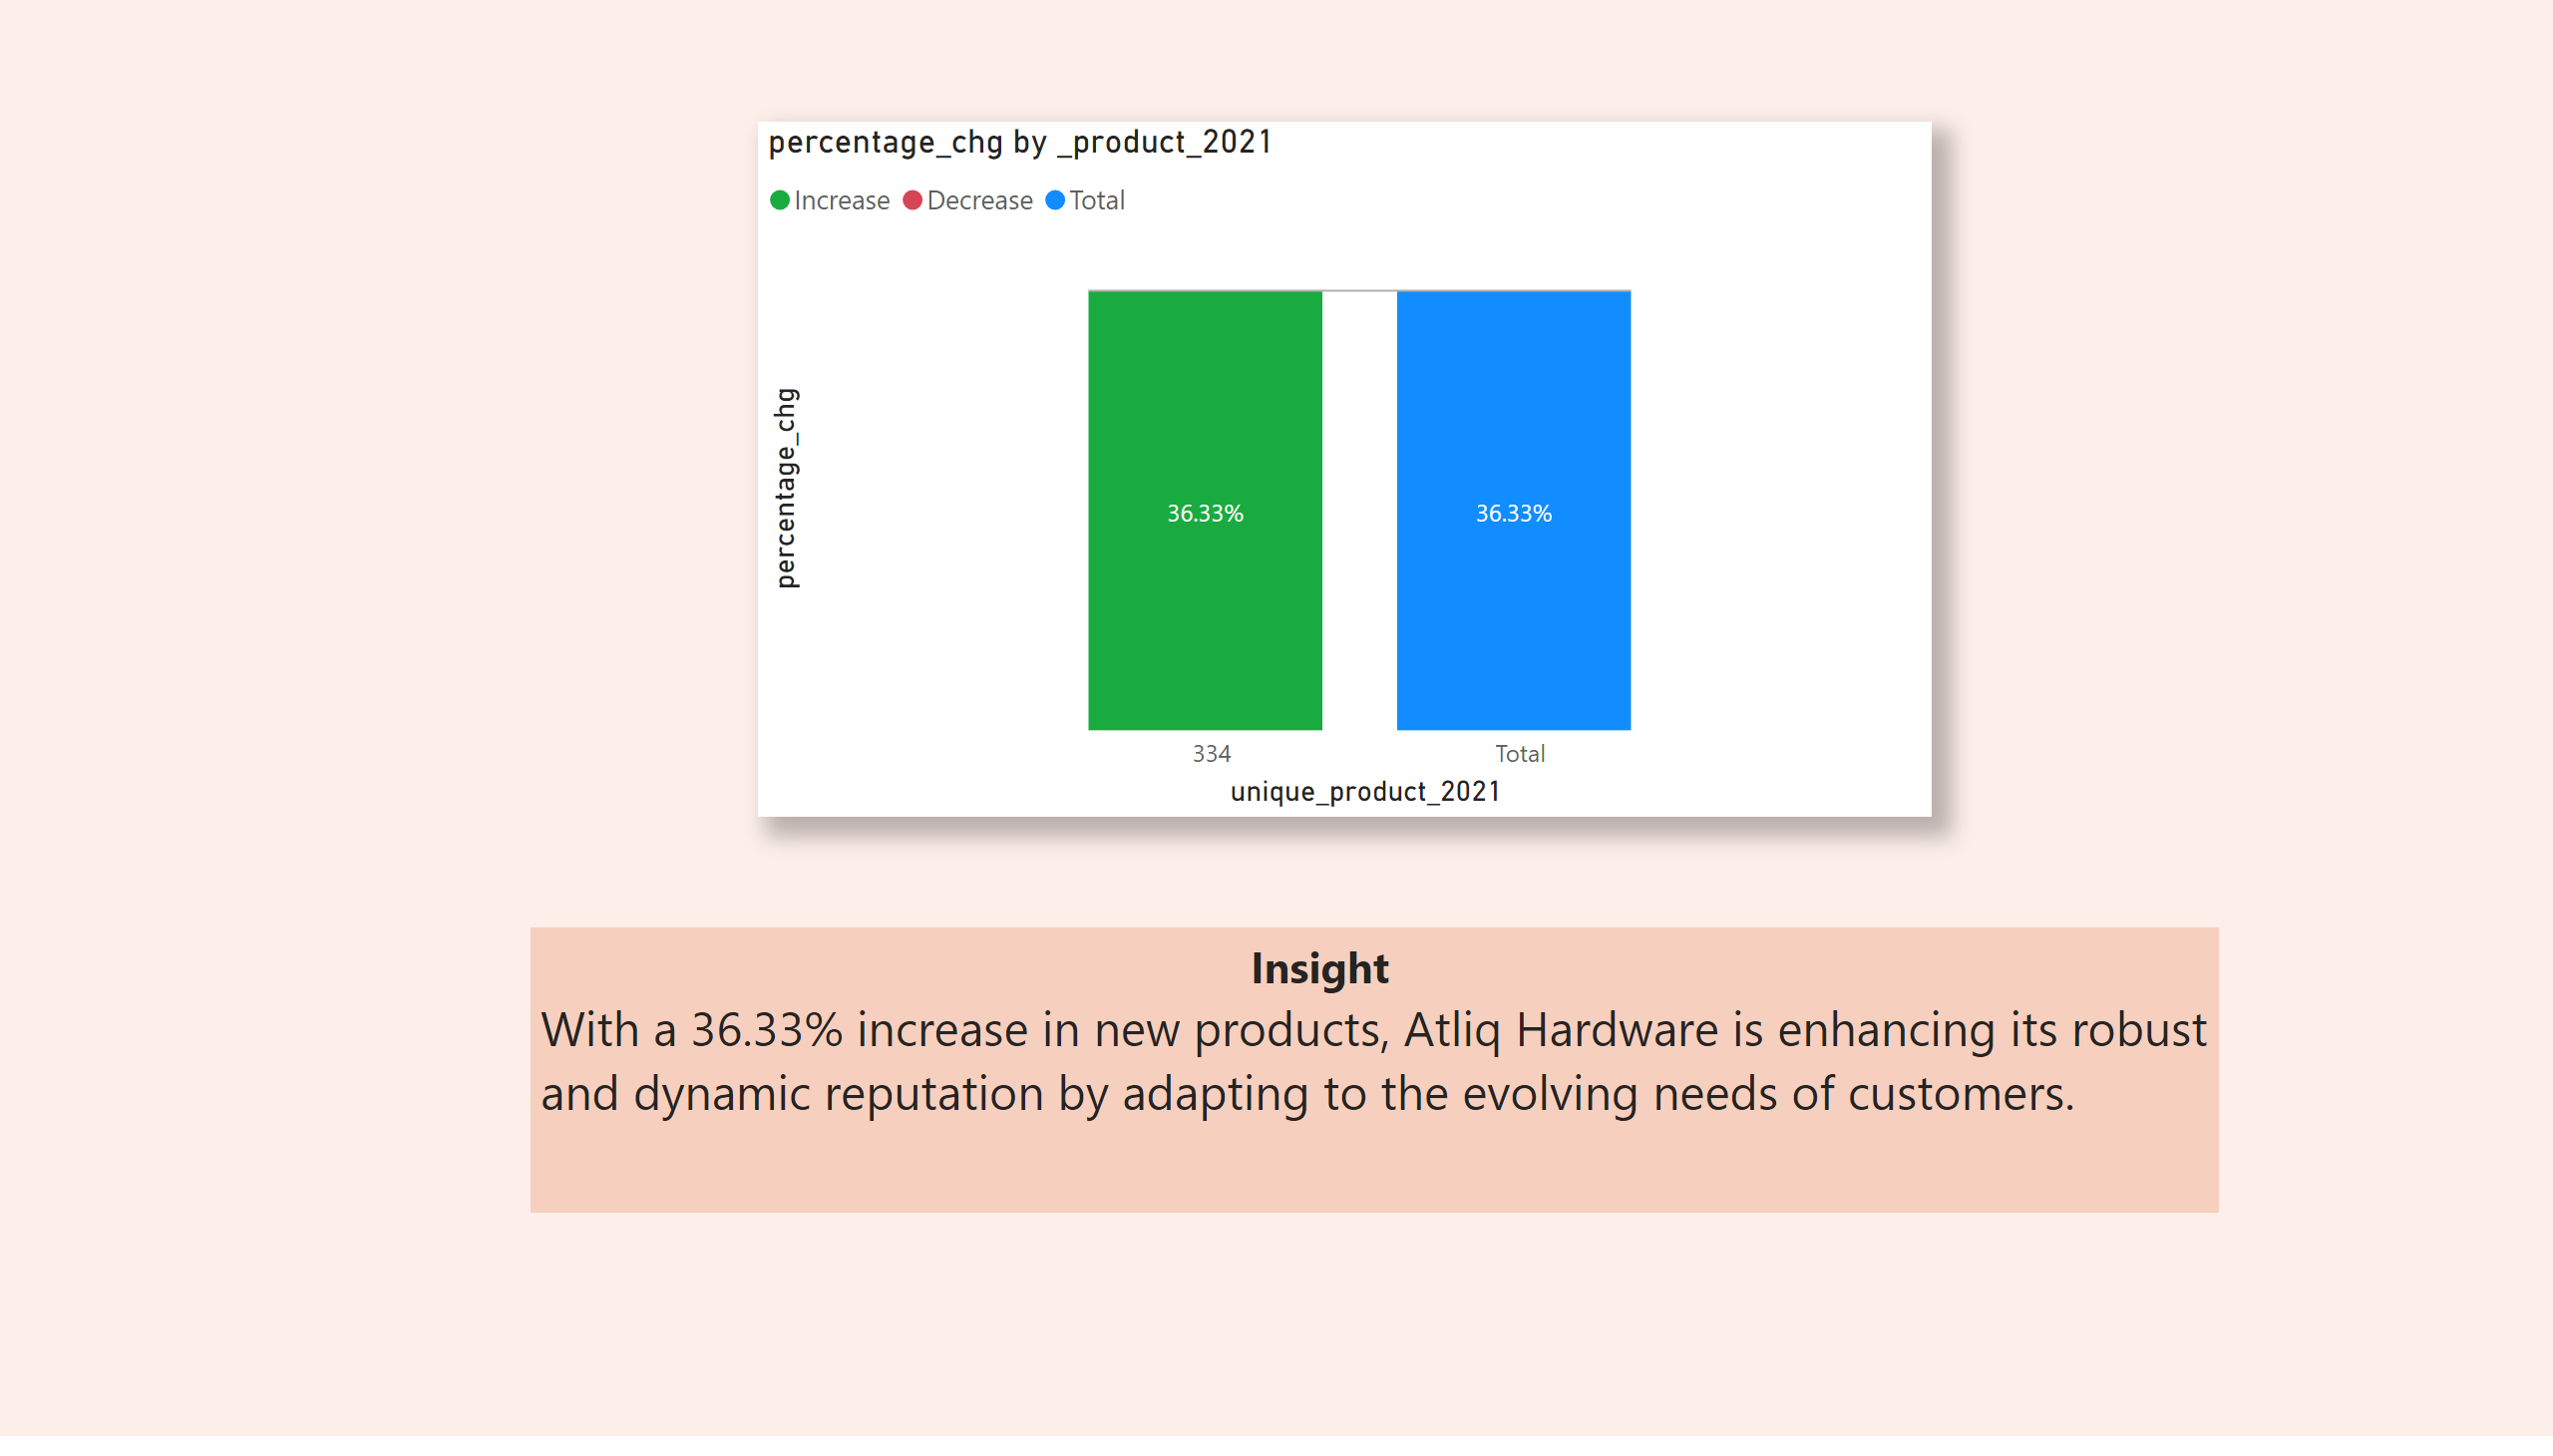 percentage_chg by _product_2021
Increase Decrease Total
percentage_chg
36.33% 36.33%
334 Total
unique_product_2021
Insight
With a 36.33% increase in new products, Atliq Hardware is enhancing its robust
and dynamic reputation by adapting to the evolving needs of customers.